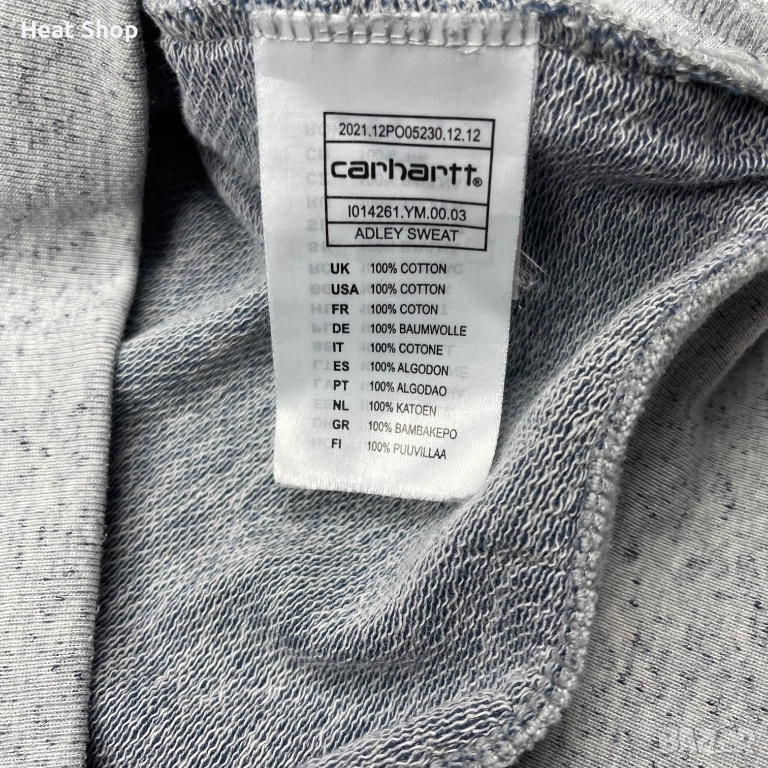 Heat Shop
2021.12PO05230.12.12
carhartt®
I014261.YM.00.03
ADLEY SWEAT
UK 100% COTTON
USA 100% COTTON
FR 100% COTON
DE 100% BAUMWOLLE
IT 100% COTONE
ES 100% ALGODON
PT 100% ALGODAO
NL 100% KATOEN
GR 100% BAMBAKEPO
FI 100% PUUVILLAA